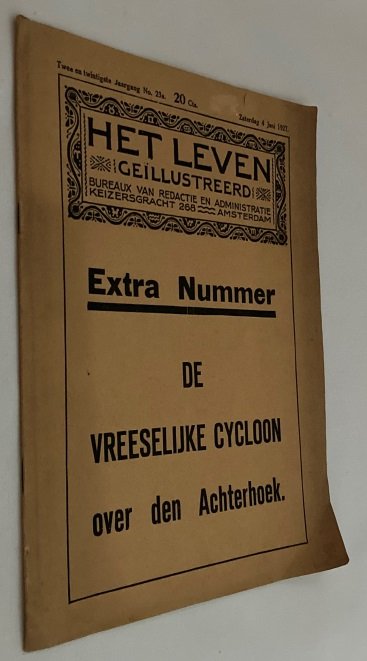 Twee en twintigste Jaargang No. 23a. 20 Cts. Zaterdag 4 Juni 1927.
HET LEVEN
GEÏLLUSTREERD
BUREAUX VAN REDACTIE EN ADMINISTRATIE
KEIZERSGRACHT 268 AMSTERDAM
Extra Nummer
DE
VREESELIJKE CYCLOON
over den Achterhoek.